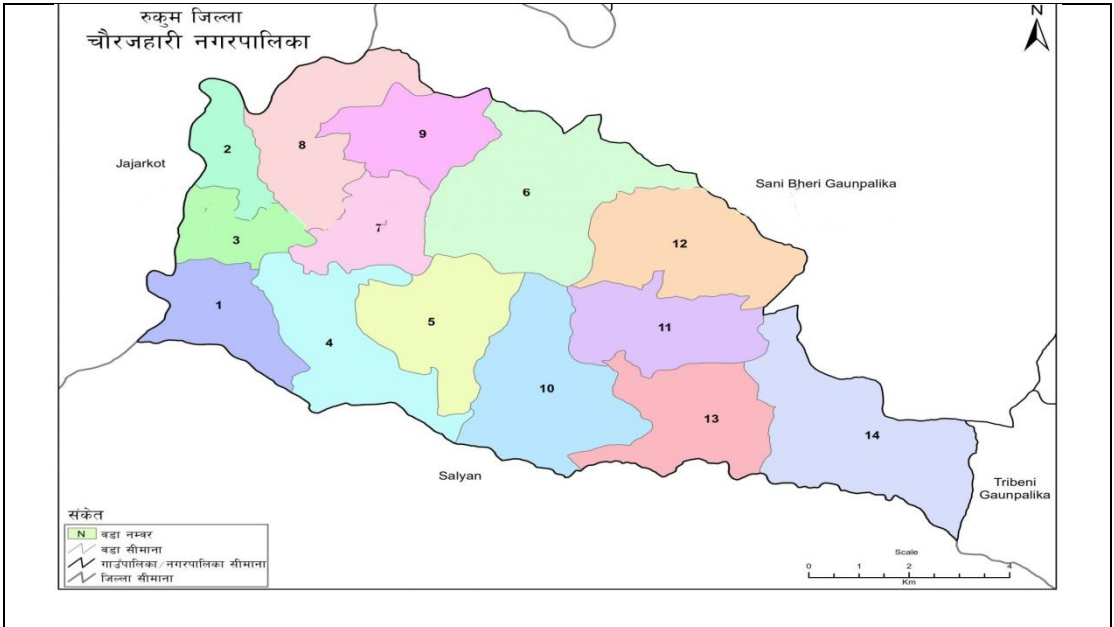 रुकुम जिल्ला
चौरजहारी नगरपालिका
N
Jajarkot
2
8
9
6
Sani Bheri Gaunpalika
3
7
12
1
4
5
11
10
13
14
Salyan
Tribeni
Gaunpalika
संकेत
N वडा नम्बर
वडा सीमाना
गाउँपालिका/नगरपालिका सीमाना
जिल्ला सीमाना
Scale
0 1 2 3 4
Km